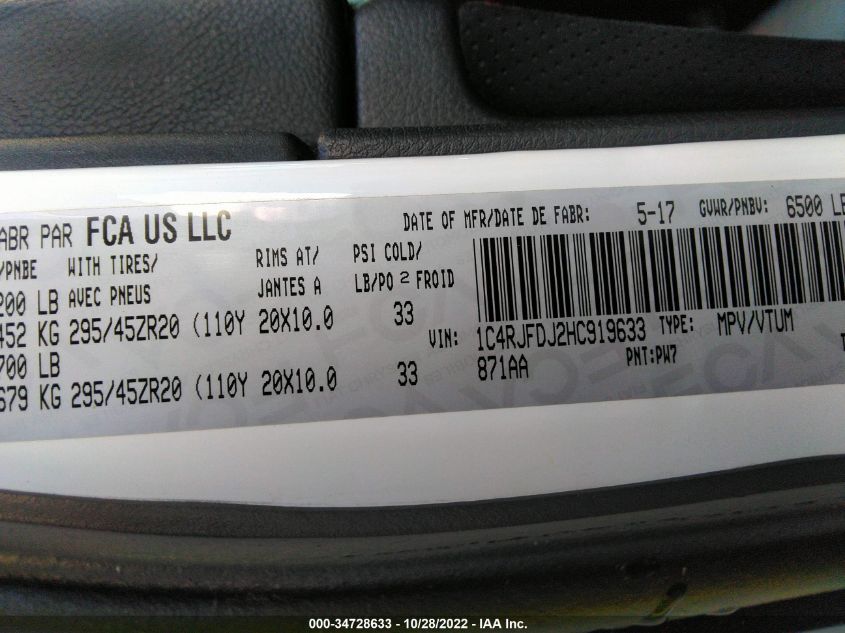 ABR PAR FCA US LLC DATE OF MFR/DATE DE FABR: 5-17 GVWR/PNBV: 6500 LB
/PNBE WITH TIRES/ AVEC PNEUS RIMS AT/ JANTES A PSI COLD/ LB/PO 2 FROID
200 LB
452 KG 295/45ZR20 (110Y 20X10.0 33
700 LB
679 KG 295/45ZR20 (110Y 20X10.0 33
VIN: 1C4RJFDJ2HC919633 TYPE: MPV/VTUM
871AA PNT:PW7
000-34728633 - 10/28/2022 - IAA Inc.